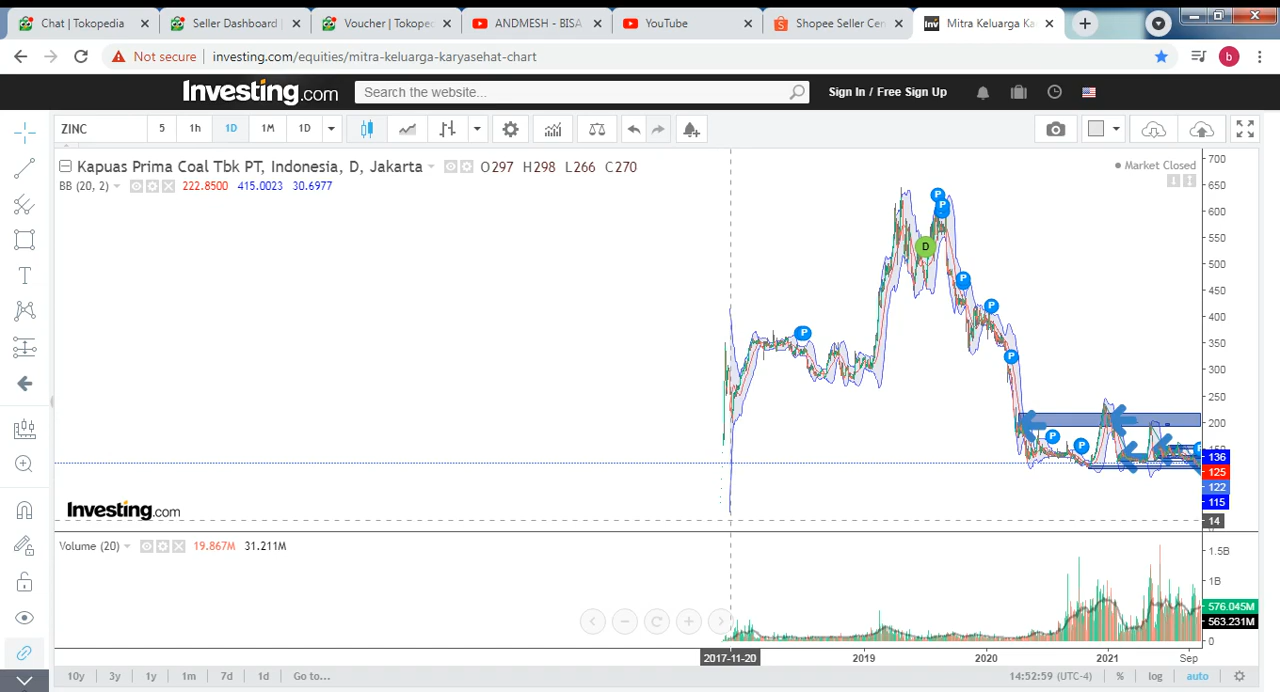 Chat | Tokopedia
Seller Dashboard |
Voucher | Tokoped
ANDMESH - BISA
YouTube
Shopee Seller Cen
Mitra Keluarga Ka
Not secure
investing.com/equities/mitra-keluarga-karyasehat-chart
b
Investing.com
Search the website...
Sign In / Free Sign Up
ZINC
5
1h
1D
1M
1D
Kapuas Prima Coal Tbk PT, Indonesia, D, Jakarta
O297 H298 L266 C270
Market Closed
BB (20, 2)
222.8500 415.0023 30.6977
700
650
600
550
500
450
400
350
300
250
200
136
125
122
115
14
P
P
D
P
P
P
P
P
P
Investing.com
Volume (20)
19.867M 31.211M
1.5B
1B
576.045M
563.231M
0
2017-11-20
2019
2020
2021
Sep
10y
3y
1y
1m
7d
1d
Go to...
14:52:59 (UTC-4)
%
log
auto